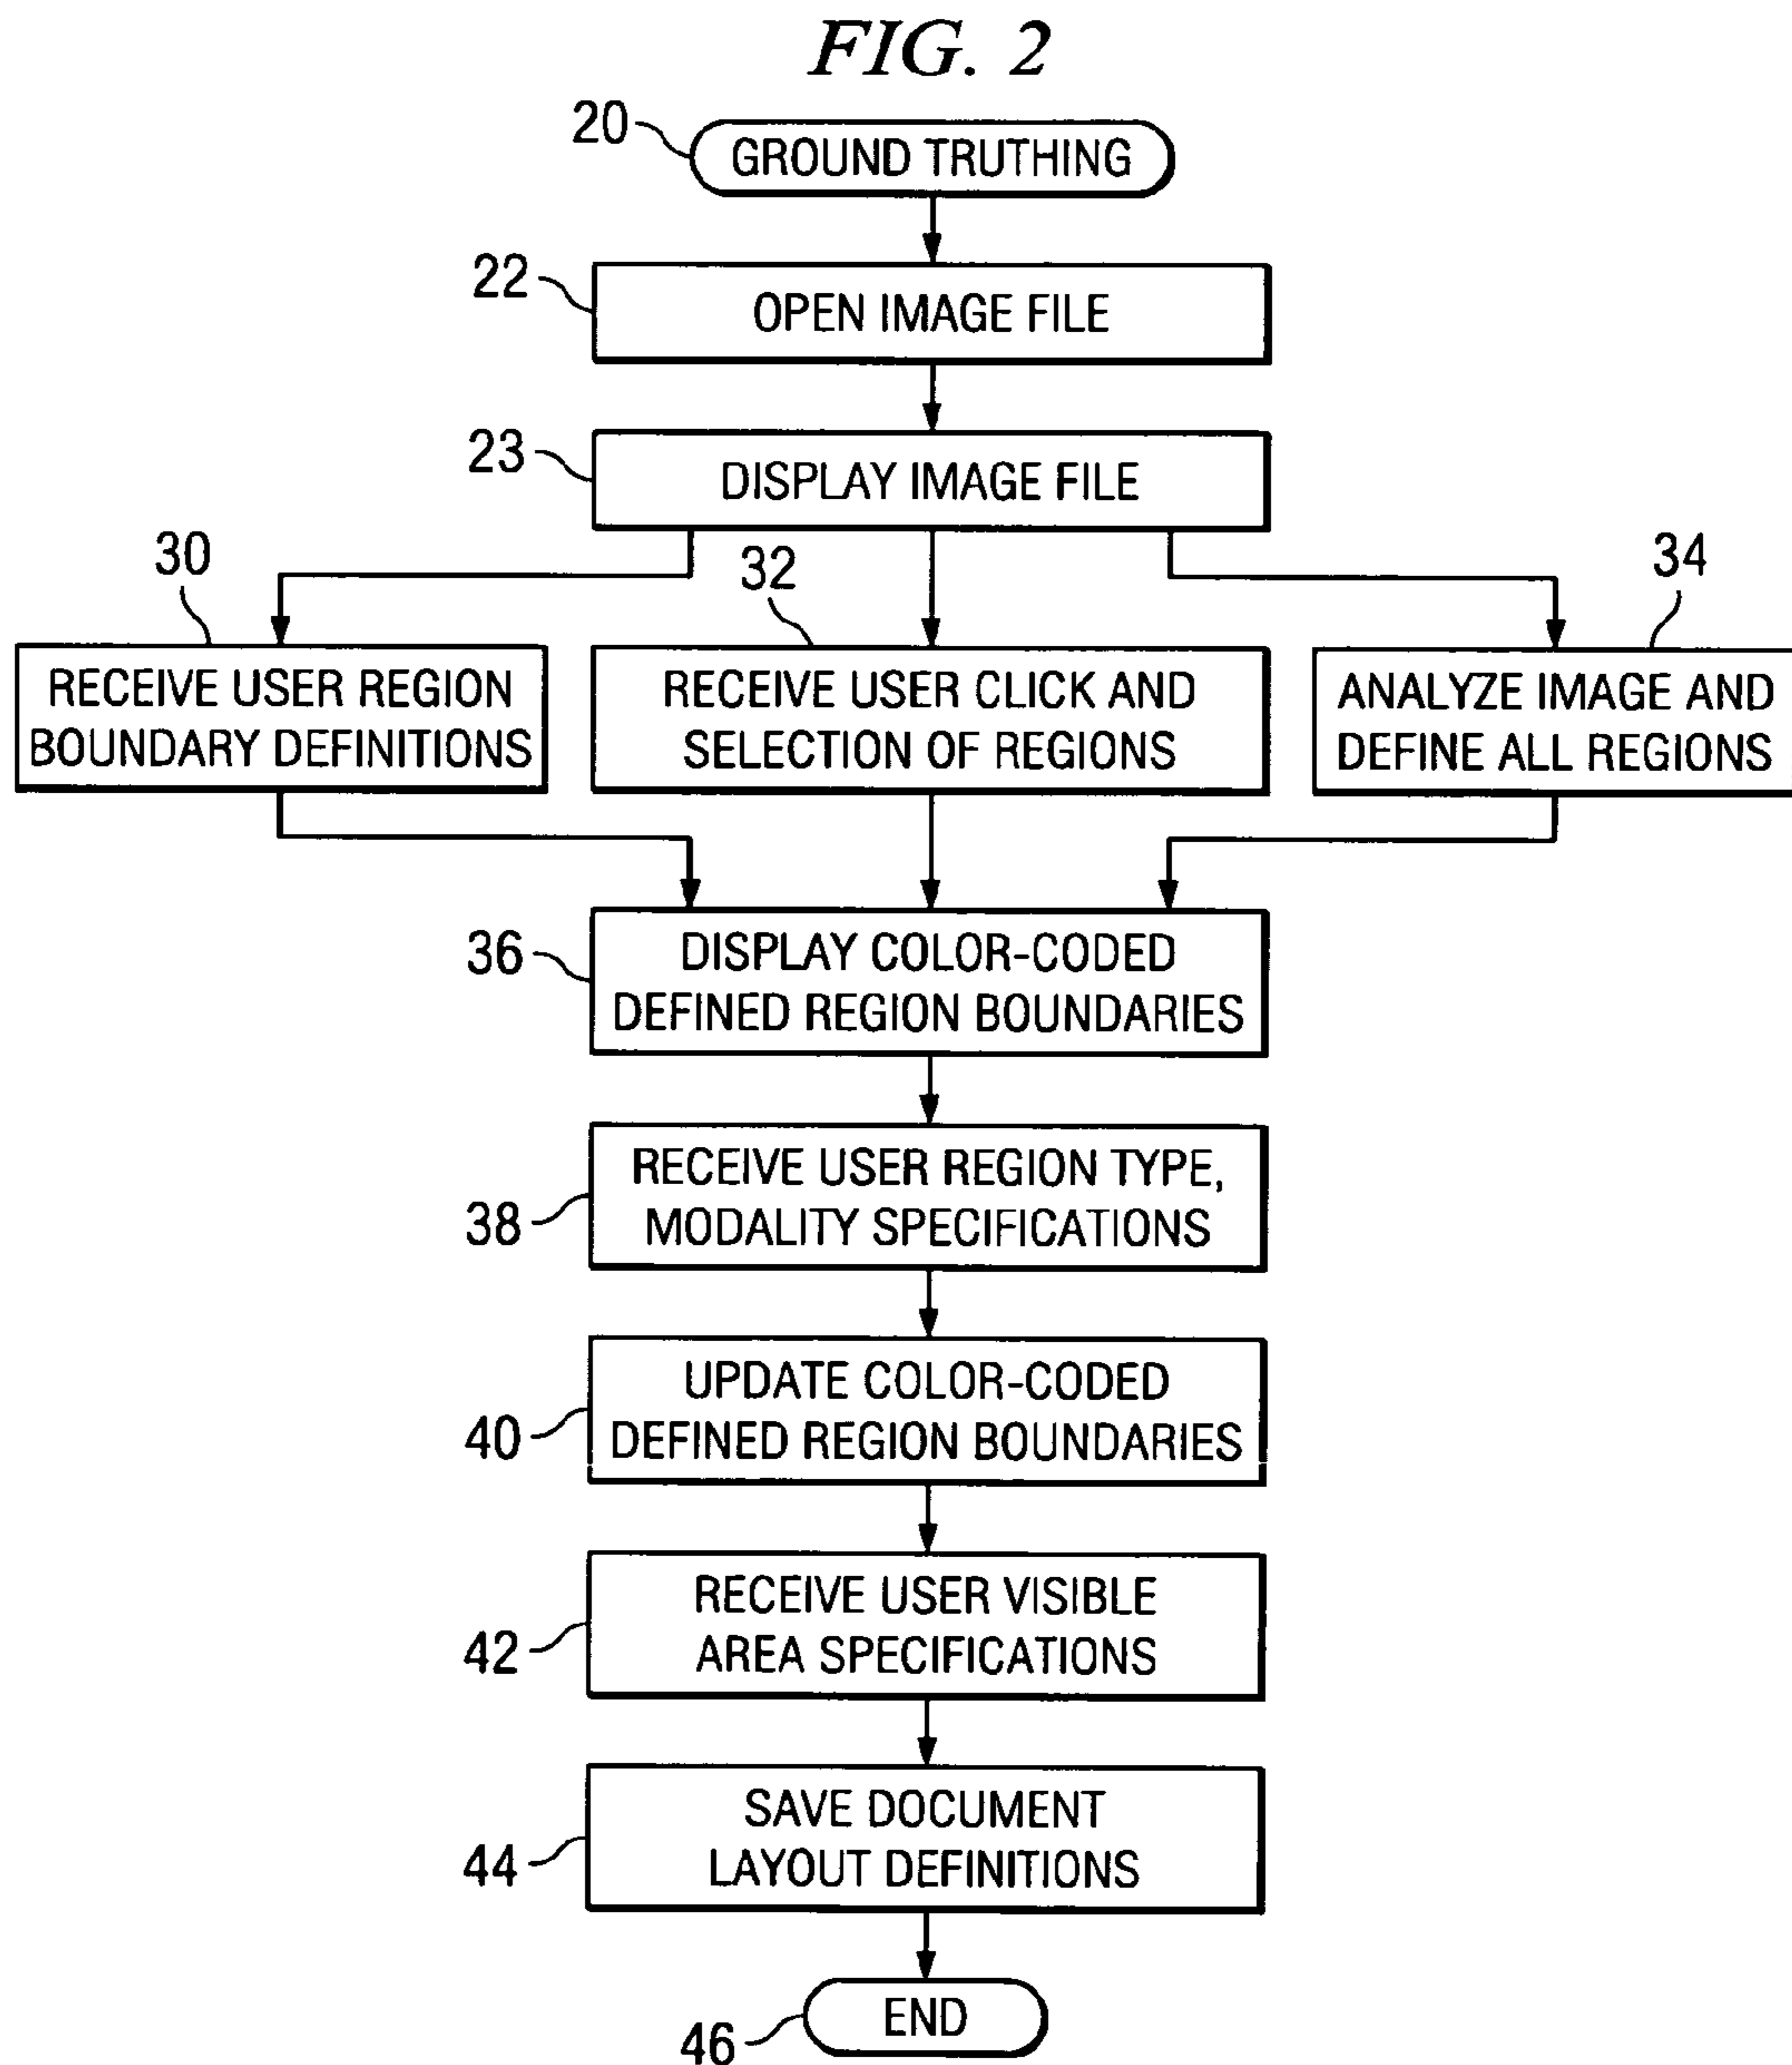 FIG. 2
20
GROUND TRUTHING
22
OPEN IMAGE FILE
23
DISPLAY IMAGE FILE
30
32
34
RECEIVE USER REGION
BOUNDARY DEFINITIONS
RECEIVE USER CLICK AND
SELECTION OF REGIONS
ANALYZE IMAGE AND
DEFINE ALL REGIONS
36
DISPLAY COLOR-CODED
DEFINED REGION BOUNDARIES
38
RECEIVE USER REGION TYPE,
MODALITY SPECIFICATIONS
40
UPDATE COLOR-CODED
DEFINED REGION BOUNDARIES
42
RECEIVE USER VISIBLE
AREA SPECIFICATIONS
44
SAVE DOCUMENT
LAYOUT DEFINITIONS
46
END